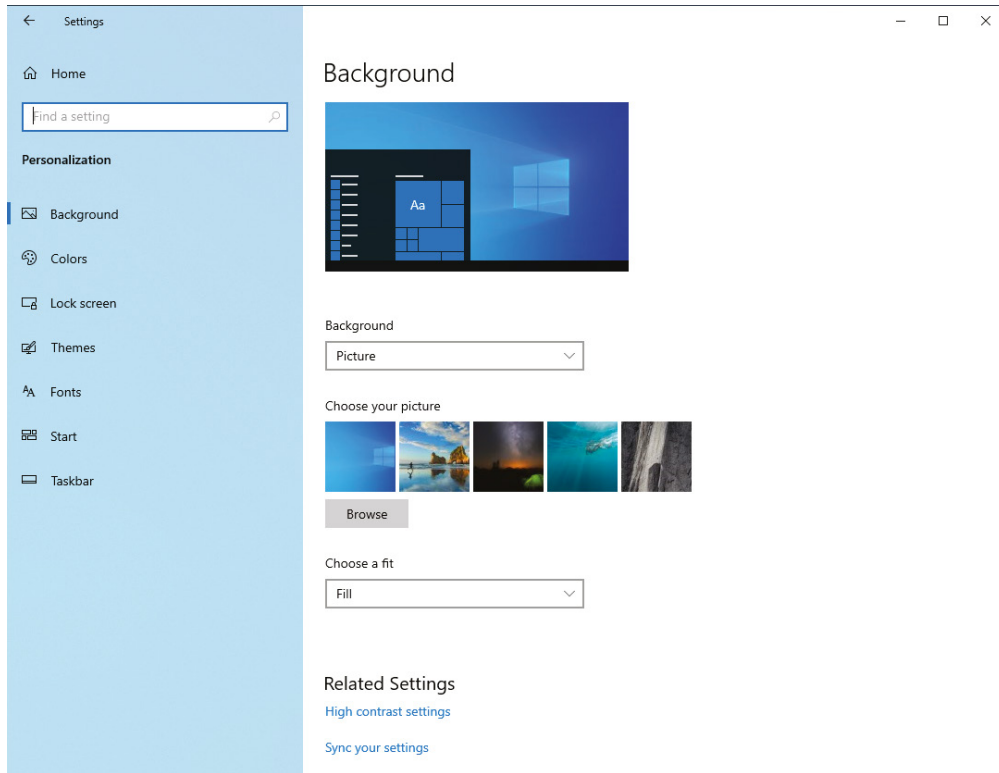 Settings
Home
Find a setting
Personalization
Background
Colors
Lock screen
Themes
Fonts
Start
Taskbar
Background
Aa
Background
Picture
Choose your picture
Browse
Choose a fit
Fill
Related Settings
High contrast settings
Sync your settings